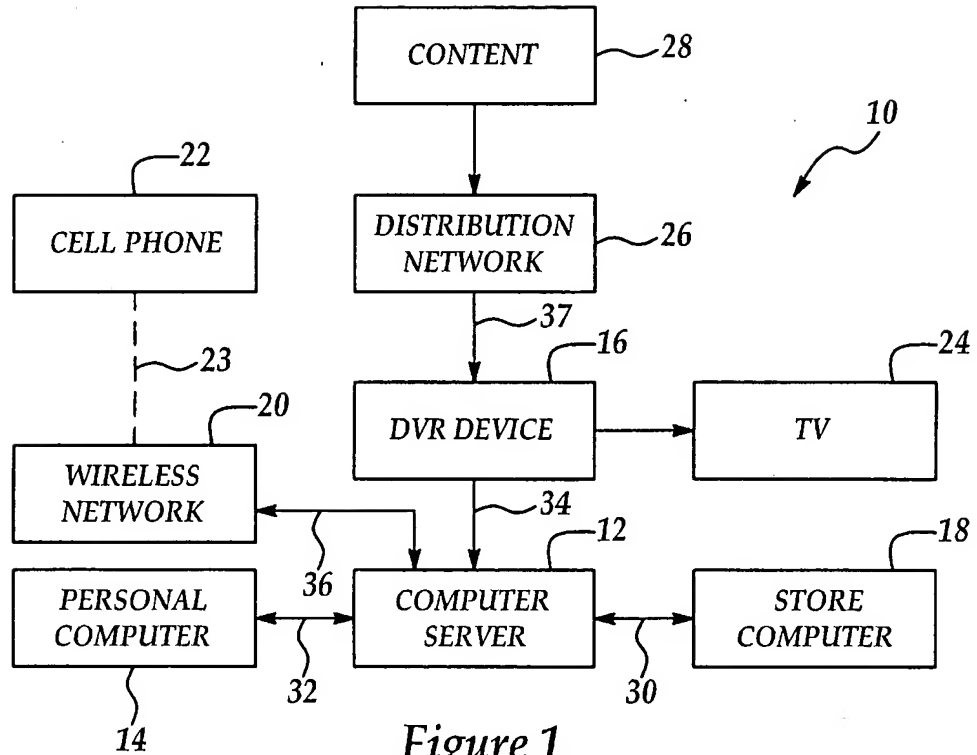 CONTENT
28
10
22
CELL PHONE
DISTRIBUTION
NETWORK
26
37
23
16
24
20
DVR DEVICE
TV
WIRELESS
NETWORK
34
12
18
36
PERSONAL
COMPUTER
COMPUTER
SERVER
STORE
COMPUTER
32
30
14
Figure 1